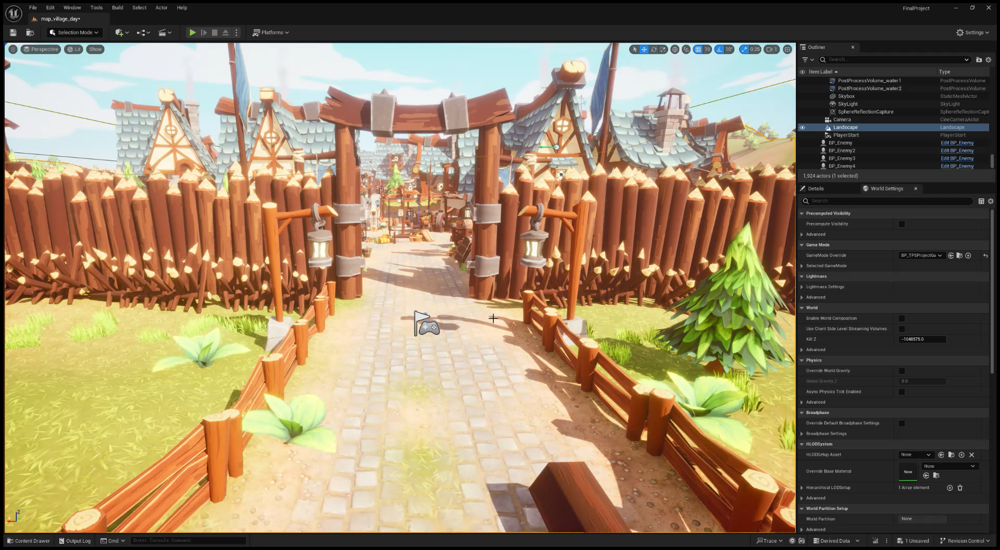 File Edit Window Tools Build Select Actor Help
FinalProject
map_village_day*
Selection Mode
Platforms
Settings
Perspective Lit Show
10 10° 0.25 1
Outliner
Search...
Item Label Type
PostProcessVolume_water1 PostProcessVolume
PostProcessVolume_water2 PostProcessVolume
Skybox StaticMeshActor
SkyLight SkyLight
SphereReflectionCapture SphereReflectionCapt
Camera CineCameraActor
Landscape Landscape
PlayerStart PlayerStart
BP_Enemy Edit BP_Enemy
BP_Enemy2 Edit BP_Enemy
BP_Enemy3 Edit BP_Enemy
BP_Enemy4 Edit BP_Enemy
1,924 actors (1 selected)
Details World Settings
Search
Precomputed Visibility
Precompute Visibility
Advanced
Game Mode
GameMode Override BP_TPSProjectGa
Selected GameMode
Lightmass
Lightmass Settings
Advanced
World
Enable World Composition
Use Client Side Level Streaming Volumes
Kill Z -1048575.0
Advanced
Physics
Override World Gravity
Global Gravity Z 0.0
Async Physics Tick Enabled
Advanced
Broadphase
Override Default Broadphase Settings
Broadphase Settings
HLODSystem
HLODSetup Asset None
None
Override Base Material None
Hierarchical LODSetup 1 Array element
Advanced
World Partition Setup
World Partition None
Advanced
Z
X
Content Drawer Output Log Cmd Enter Console Command
Trace Derived Data 1 Unsaved Revision Control